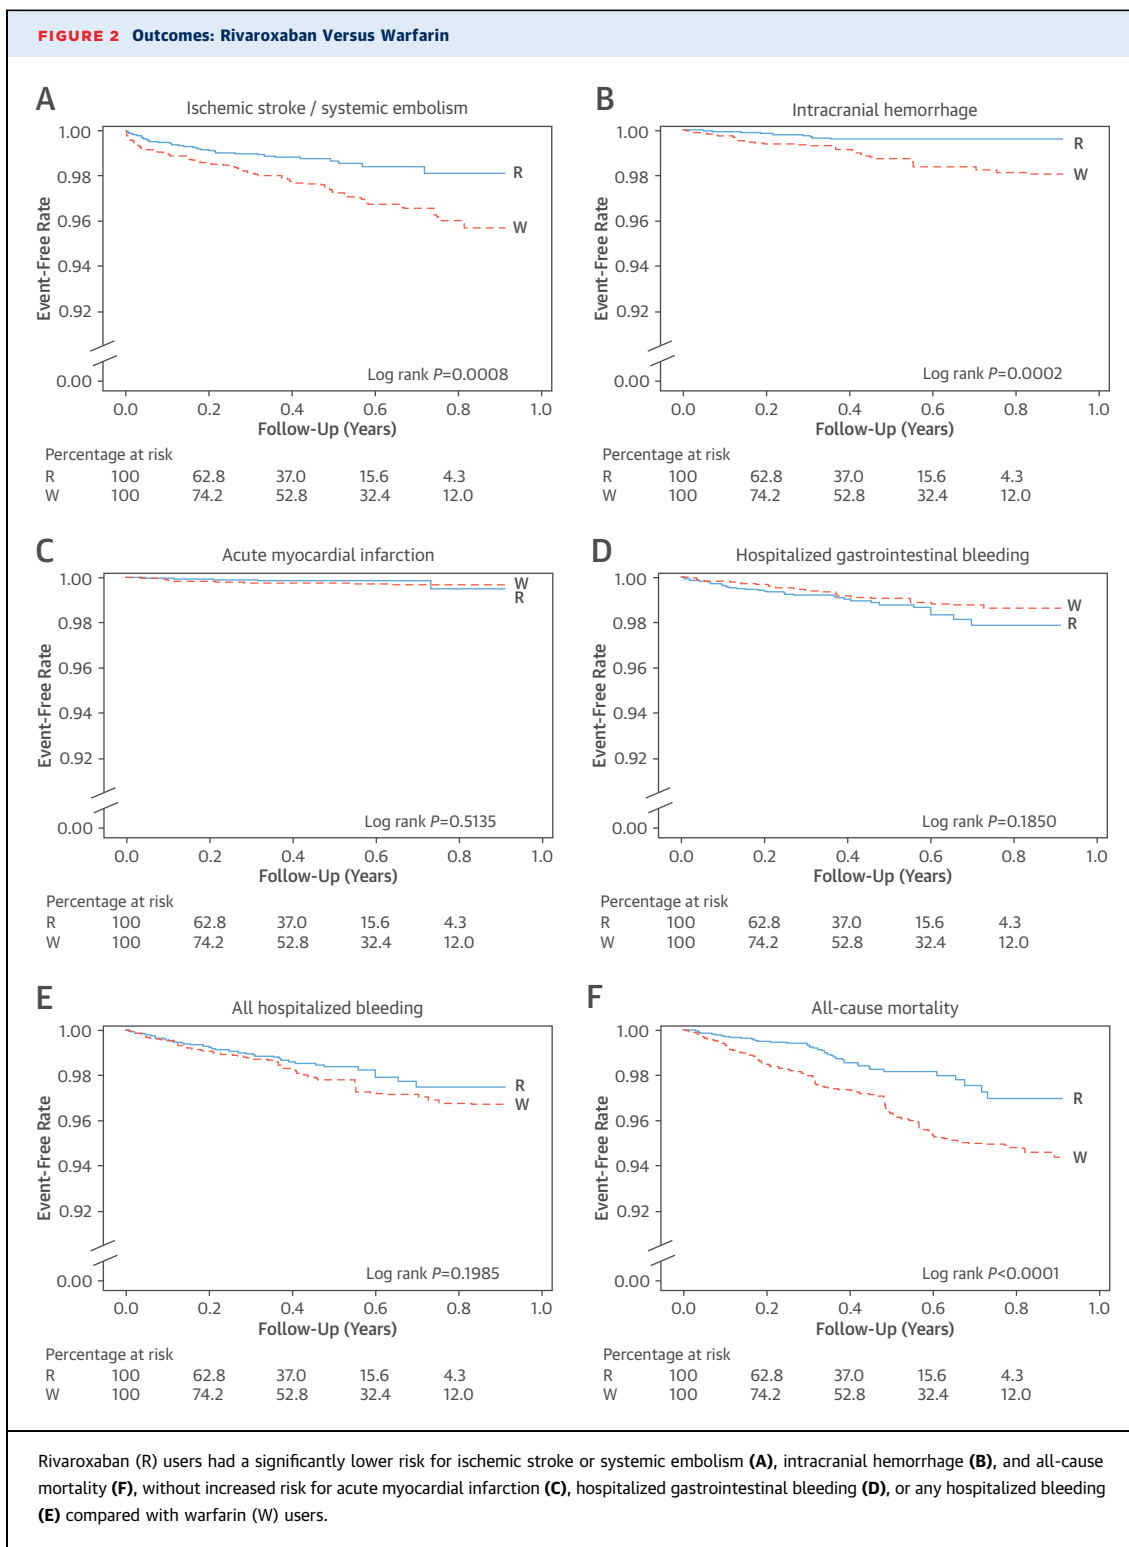 FIGURE 2 Outcomes: Rivaroxaban Versus Warfarin
A
Ischemic stroke / systemic embolism
Event-Free Rate
1.00
0.98
0.96
0.94
0.92
0.00
R
W
Log rank P=0.0008
0.0 0.2 0.4 0.6 0.8 1.0
Follow-Up (Years)
Percentage at risk
R 100 62.8 37.0 15.6 4.3
W 100 74.2 52.8 32.4 12.0
B
Intracranial hemorrhage
Event-Free Rate
1.00
0.98
0.96
0.94
0.92
0.00
R
W
Log rank P=0.0002
0.0 0.2 0.4 0.6 0.8 1.0
Follow-Up (Years)
Percentage at risk
R 100 62.8 37.0 15.6 4.3
W 100 74.2 52.8 32.4 12.0
C
Acute myocardial infarction
Event-Free Rate
1.00
0.98
0.96
0.94
0.92
0.00
W
R
Log rank P=0.5135
0.0 0.2 0.4 0.6 0.8 1.0
Follow-Up (Years)
Percentage at risk
R 100 62.8 37.0 15.6 4.3
W 100 74.2 52.8 32.4 12.0
D
Hospitalized gastrointestinal bleeding
Event-Free Rate
1.00
0.98
0.96
0.94
0.92
0.00
W
R
Log rank P=0.1850
0.0 0.2 0.4 0.6 0.8 1.0
Follow-Up (Years)
Percentage at risk
R 100 62.8 37.0 15.6 4.3
W 100 74.2 52.8 32.4 12.0
E
All hospitalized bleeding
Event-Free Rate
1.00
0.98
0.96
0.94
0.92
0.00
R
W
Log rank P=0.1985
0.0 0.2 0.4 0.6 0.8 1.0
Follow-Up (Years)
Percentage at risk
R 100 62.8 37.0 15.6 4.3
W 100 74.2 52.8 32.4 12.0
F
All-cause mortality
Event-Free Rate
1.00
0.98
0.96
0.94
0.92
0.00
R
W
Log rank P<0.0001
0.0 0.2 0.4 0.6 0.8 1.0
Follow-Up (Years)
Percentage at risk
R 100 62.8 37.0 15.6 4.3
W 100 74.2 52.8 32.4 12.0
Rivaroxaban (R) users had a significantly lower risk for ischemic stroke or systemic embolism (A), intracranial hemorrhage (B), and all-cause
mortality (F), without increased risk for acute myocardial infarction (C), hospitalized gastrointestinal bleeding (D), or any hospitalized bleeding
(E) compared with warfarin (W) users.